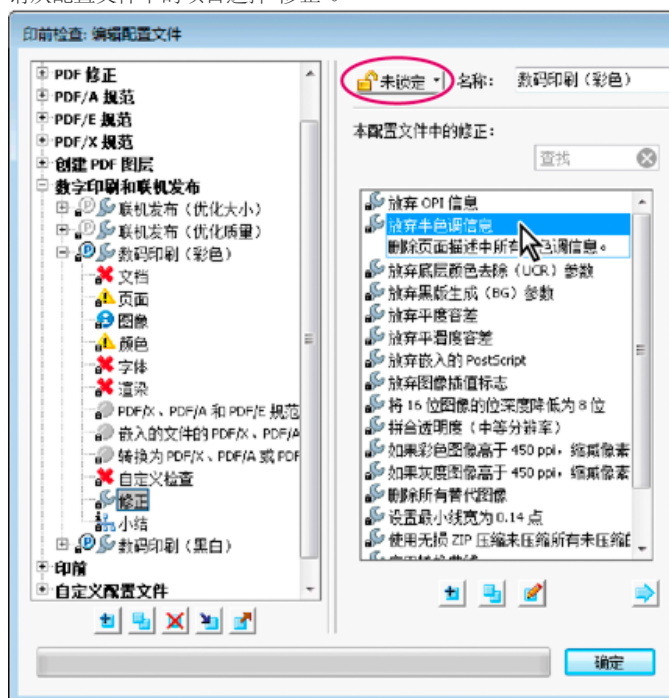 请从配置文件中的项目选择"修正"。
印前检查: 编辑配置文件
PDF 修正
PDF/A 规范
PDF/E 规范
PDF/X 规范
创建 PDF 图层
数字印刷和联机发布
联机发布（优化大小）
联机发布（优化质量）
数码印刷（彩色）
文档
页面
图像
颜色
字体
渲染
PDF/X、PDF/A 和 PDF/E 规范
嵌入的文件的 PDF/X、PDF/A
转换为 PDF/X、PDF/A 或 PDF
自定义检查
修正
小结
数码印刷（黑白）
印前
自定义配置文件
未锁定
名称: 数码印刷（彩色）
本配置文件中的修正:
查找
放弃 OPI 信息
放弃半色调信息
删除页面描述中所有 色调信息。
放弃底层颜色去除（UCR）参数
放弃黑版生成（BG）参数
放弃平度容差
放弃平滑度容差
放弃嵌入的 PostScript
放弃图像插值标志
将 16 位图像的位深度降低为 8 位
拼合透明度（中等分辨率）
如果彩色图像高于 450 ppi，缩减像素
如果灰度图像高于 450 ppi，缩减像素
删除所有替代图像
设置最小线宽为 0.14 点
使用无损 ZIP 压缩来压缩所有未压缩
确定